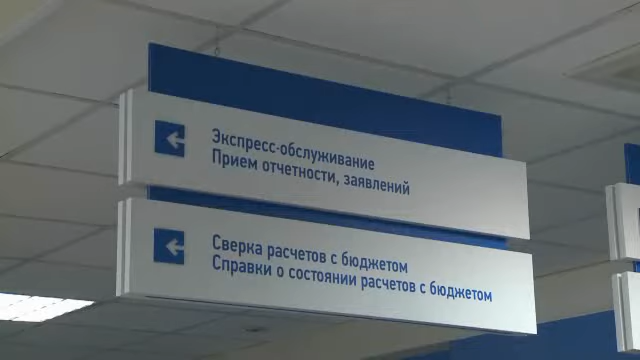 Экспресс-обслуживание
Прием отчетности, заявлений
Сверка расчетов с бюджетом
Справки о состоянии расчетов с бюджетом